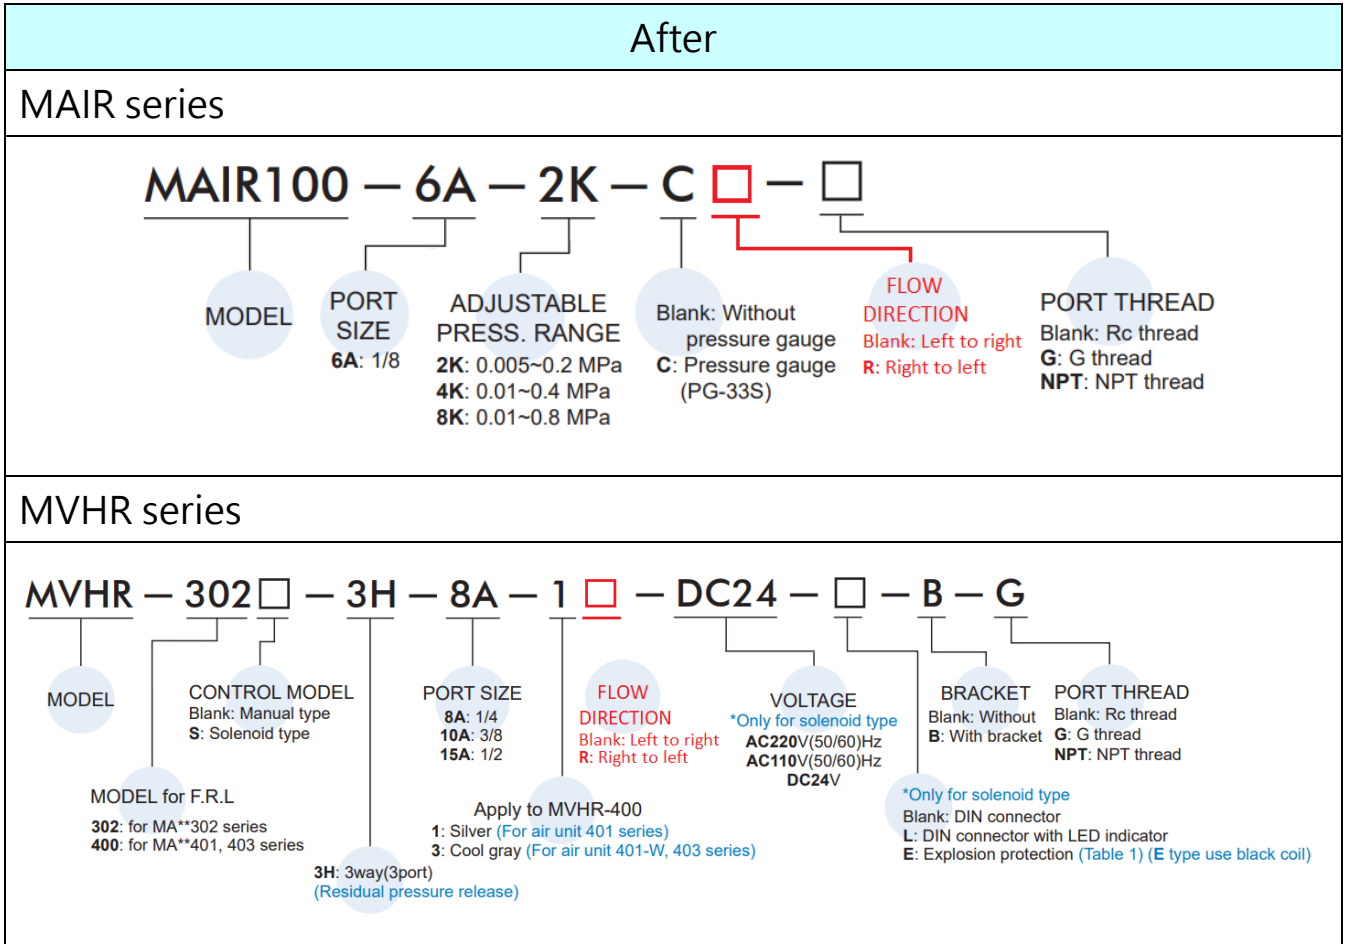 After
MAIR series
MAIR100 — 6A — 2K — C □ — □
MODEL
PORT
SIZE
6A: 1/8
ADJUSTABLE
PRESS. RANGE
2K: 0.005~0.2 MPa
4K: 0.01~0.4 MPa
8K: 0.01~0.8 MPa
Blank: Without
pressure gauge
C: Pressure gauge
(PG-33S)
FLOW
DIRECTION
Blank: Left to right
R: Right to left
PORT THREAD
Blank: Rc thread
G: G thread
NPT: NPT thread
MVHR series
MVHR — 302 □ — 3H — 8A — 1 □ — DC24 — □ — B — G
MODEL
MODEL for F.R.L
302: for MA**302 series
400: for MA**401, 403 series
CONTROL MODEL
Blank: Manual type
S: Solenoid type
3H: 3way(3port)
(Residual pressure release)
PORT SIZE
8A: 1/4
10A: 3/8
15A: 1/2
Apply to MVHR-400
1: Silver (For air unit 401 series)
3: Cool gray (For air unit 401-W, 403 series)
FLOW
DIRECTION
Blank: Left to right
R: Right to left
VOLTAGE
*Only for solenoid type
AC220V(50/60)Hz
AC110V(50/60)Hz
DC24V
*Only for solenoid type
Blank: DIN connector
L: DIN connector with LED indicator
E: Explosion protection (Table 1) (E type use black coil)
BRACKET
Blank: Without
B: With bracket
PORT THREAD
Blank: Rc thread
G: G thread
NPT: NPT thread